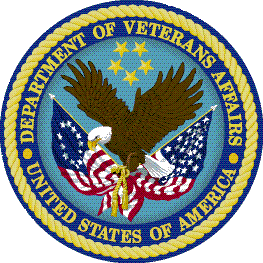 DEPARTMENT OF VETERANS AFFAIRS
UNITED STATES OF AMERICA